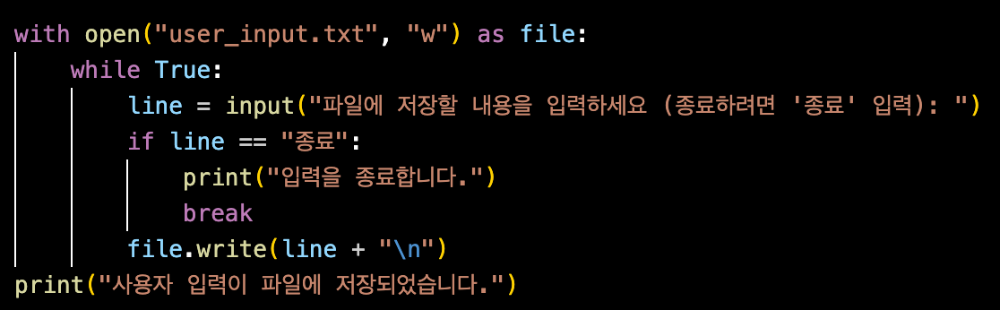 with open("user_input.txt", "w") as file:
    while True:
        line = input("파일에 저장할 내용을 입력하세요 (종료하려면 '종료' 입력): ")
        if line == "종료":
            print("입력을 종료합니다.")
            break
        file.write(line + "\n")
print("사용자 입력이 파일에 저장되었습니다.")